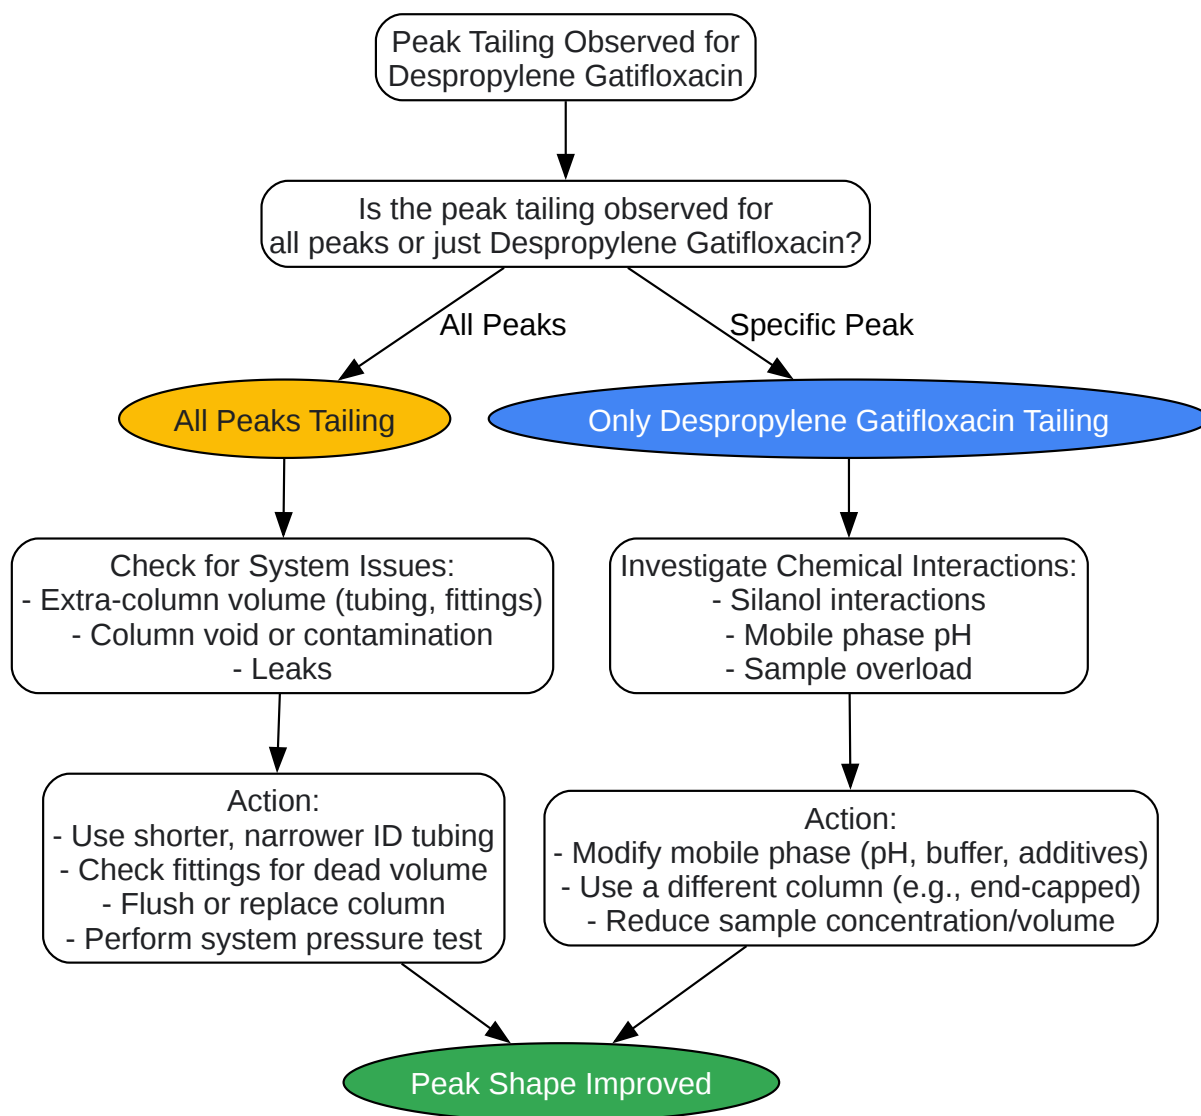 Peak Tailing Observed for
Despropylene Gatifloxacin
Is the peak tailing observed for
all peaks or just Despropylene Gatifloxacin?
All Peaks
Specific Peak
All Peaks Tailing
Only Despropylene Gatifloxacin Tailing
Check for System Issues:
- Extra-column volume (tubing, fittings)
- Column void or contamination
- Leaks
Investigate Chemical Interactions:
- Silanol interactions
- Mobile phase pH
- Sample overload
Action:
- Use shorter, narrower ID tubing
- Check fittings for dead volume
- Flush or replace column
- Perform system pressure test
Action:
- Modify mobile phase (pH, buffer, additives)
- Use a different column (e.g., end-capped)
- Reduce sample concentration/volume
Peak Shape Improved